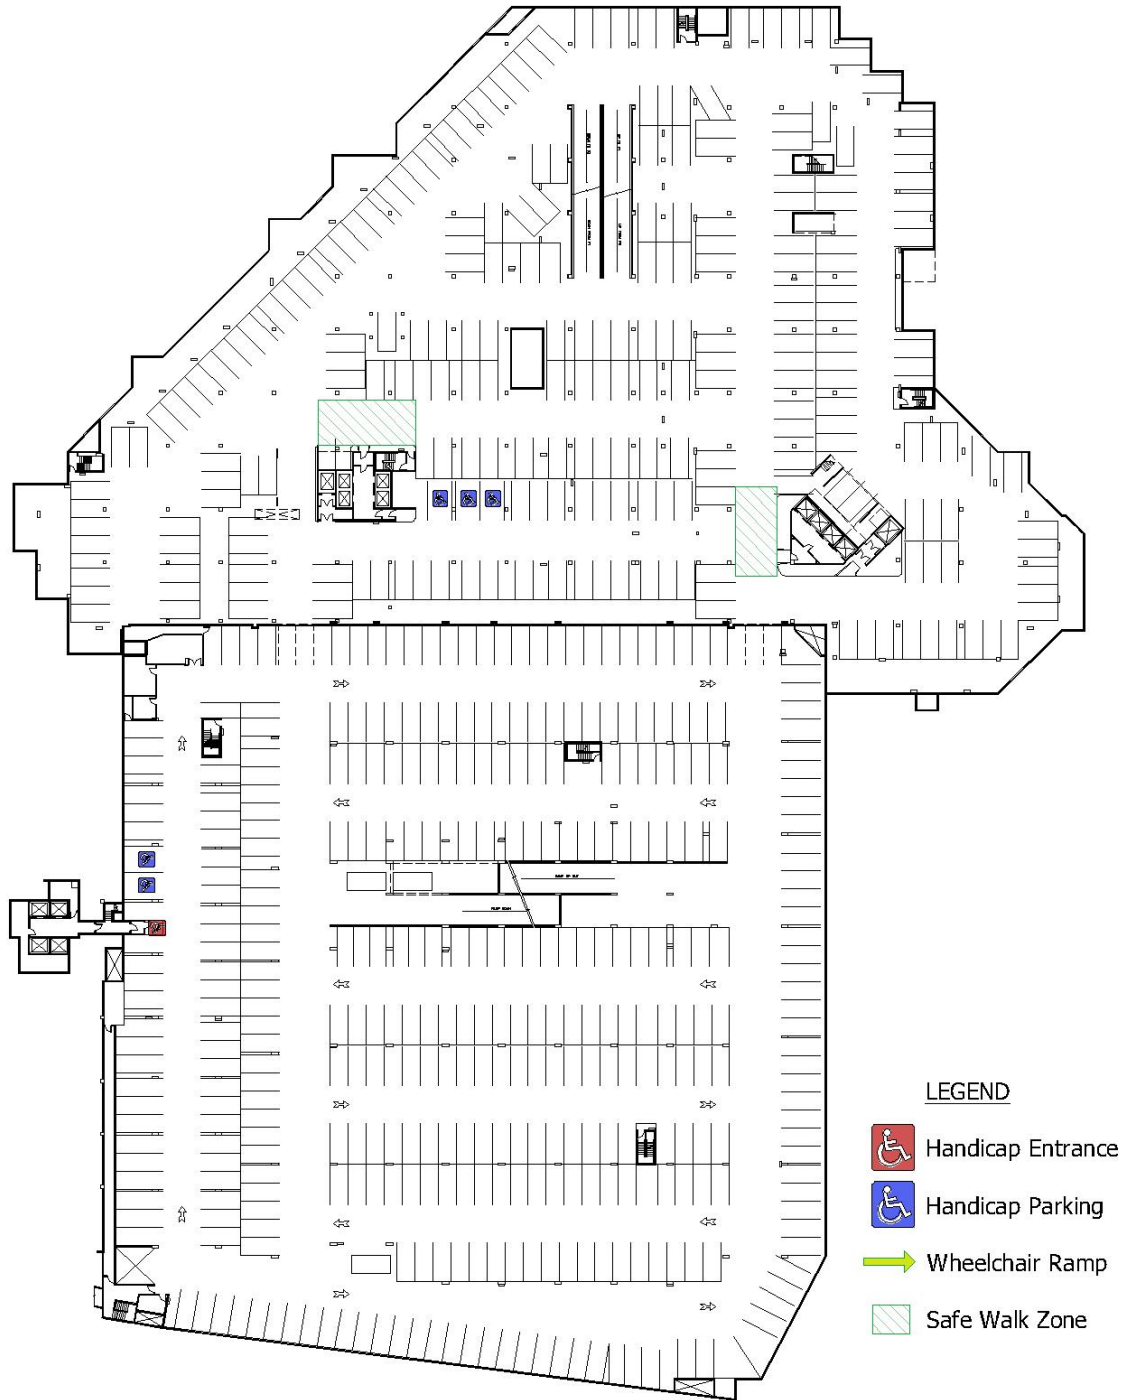 LEGEND
Handicap Entrance
Handicap Parking
Wheelchair Ramp
Safe Walk Zone